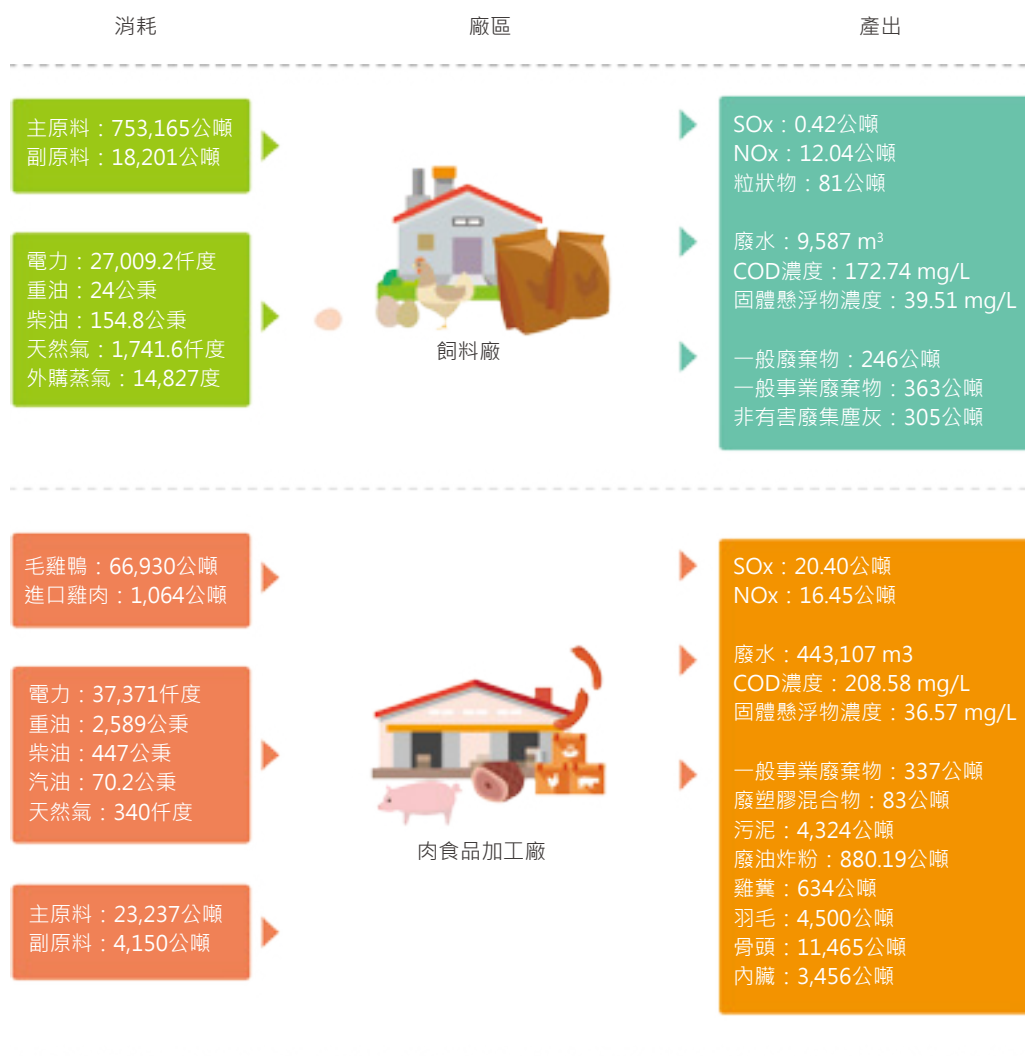 消耗
廠區
產出
主原料：753,165公噸
副原料：18,201公噸
電力：27,009.2仟度
重油：24公秉
柴油：154.8公秉
天然氣：1,741.6仟度
外購蒸氣：14,827度
飼料廠
SOx：0.42公噸
NOx：12.04公噸
粒狀物：81公噸
廢水：9,587 m³
COD濃度：172.74 mg/L
固體懸浮物濃度：39.51 mg/L
一般廢棄物：246公噸
一般事業廢棄物：363公噸
非有害廢集塵灰：305公噸
毛雞鴨：66,930公噸
進口雞肉：1,064公噸
電力：37,371仟度
重油：2,589公秉
柴油：447公秉
汽油：70.2公秉
天然氣：340仟度
主原料：23,237公噸
副原料：4,150公噸
肉食品加工廠
SOx：20.40公噸
NOx：16.45公噸
廢水：443,107 m3
COD濃度：208.58 mg/L
固體懸浮物濃度：36.57 mg/L
一般事業廢棄物：337公噸
廢塑膠混合物：83公噸
污泥：4,324公噸
廢油炸粉：880.19公噸
雞糞：634公噸
羽毛：4,500公噸
骨頭：11,465公噸
內臟：3,456公噸